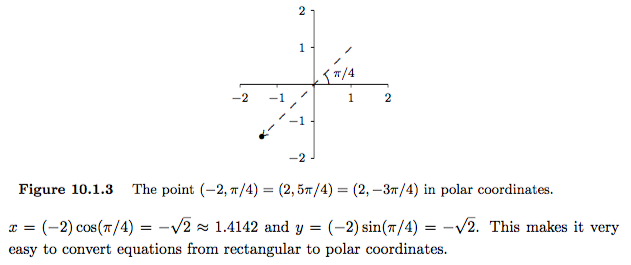 2
1
π/4
−2 −1 1 2
−1
−2
Figure 10.1.3 The point (−2, π/4) = (2, 5π/4) = (2, −3π/4) in polar coordinates.
x = (−2) cos(π/4) = −√2 ≈ 1.4142 and y = (−2) sin(π/4) = −√2. This makes it very
easy to convert equations from rectangular to polar coordinates.